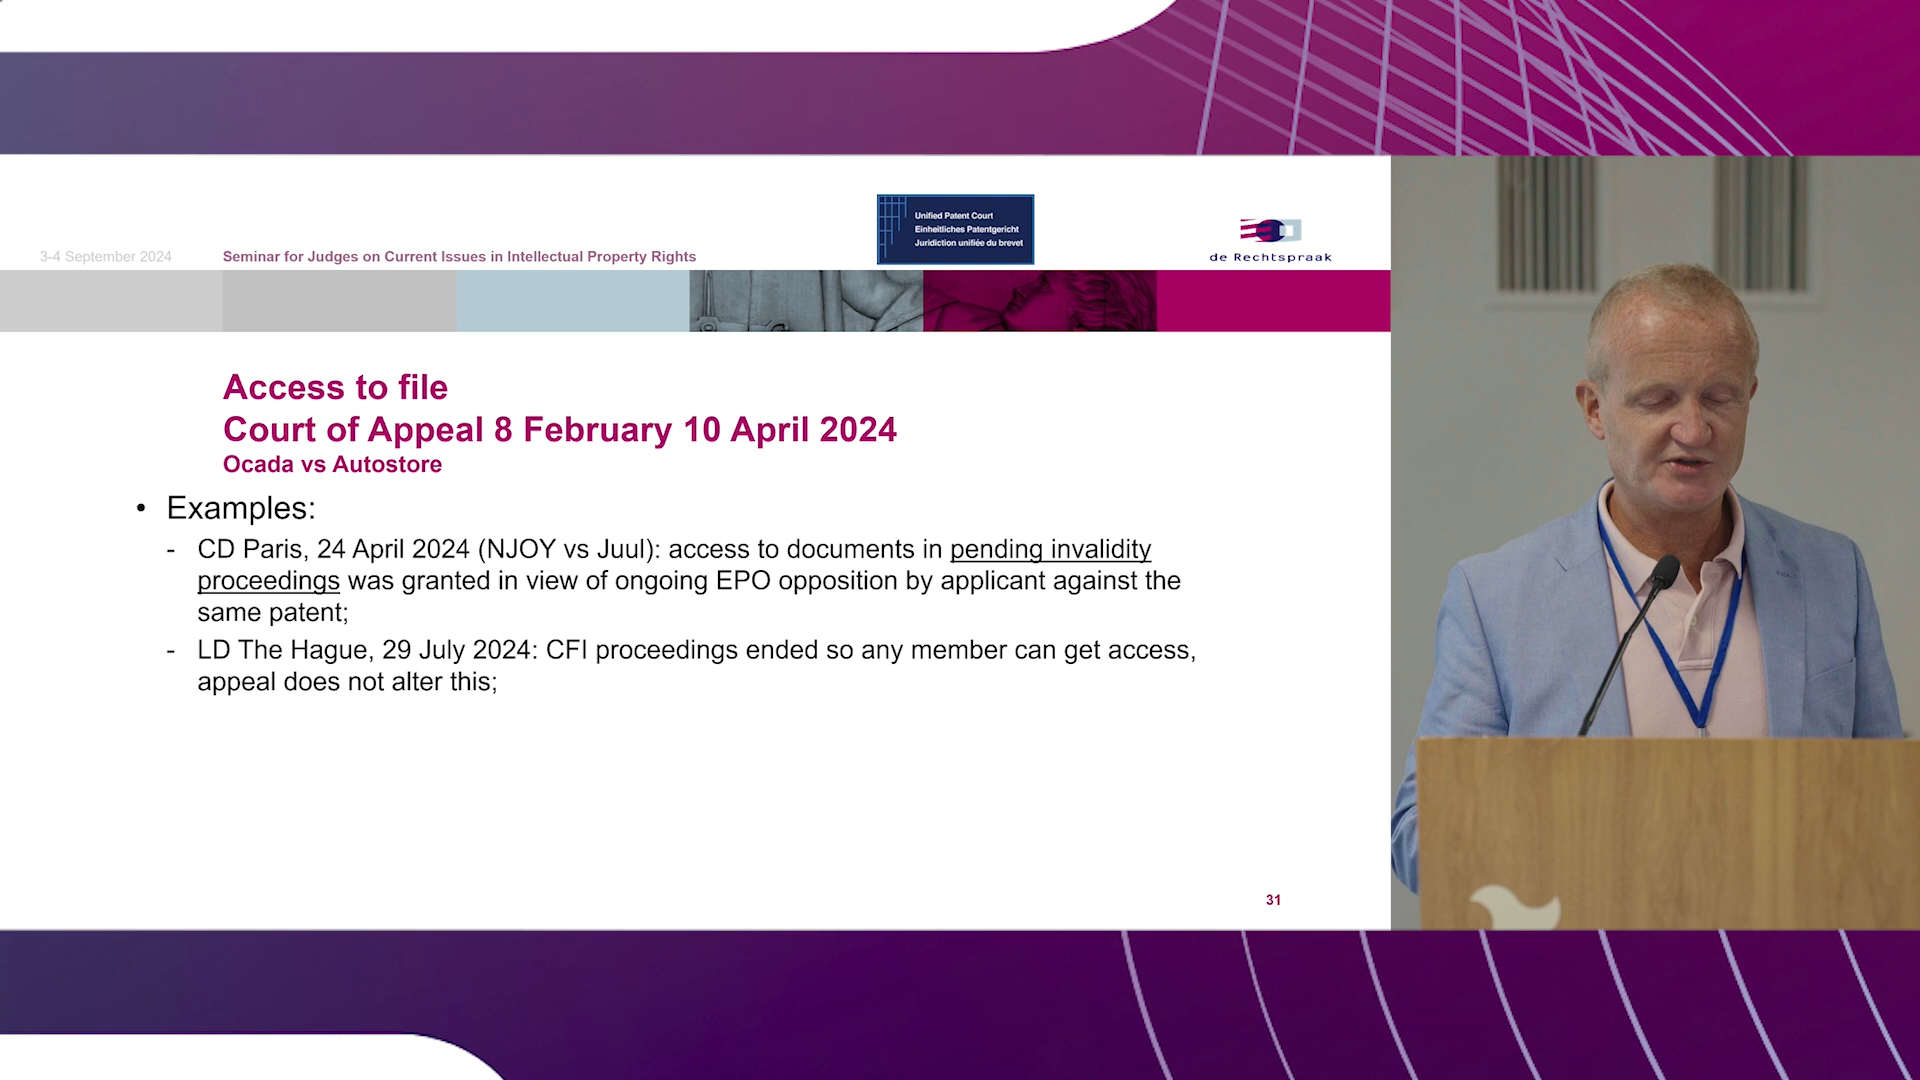 Unified Patent Court
Einheitliches Patentgericht
Juridiction unifiée du brevet
3-4 September 2024
Seminar for Judges on Current Issues in Intellectual Property Rights
de Rechtspraak
Access to file
Court of Appeal 8 February 10 April 2024
Ocada vs Autostore
• Examples:
- CD Paris, 24 April 2024 (NJOY vs Juul): access to documents in pending invalidity
proceedings was granted in view of ongoing EPO opposition by applicant against the
same patent;
- LD The Hague, 29 July 2024: CFI proceedings ended so any member can get access,
appeal does not alter this;
31